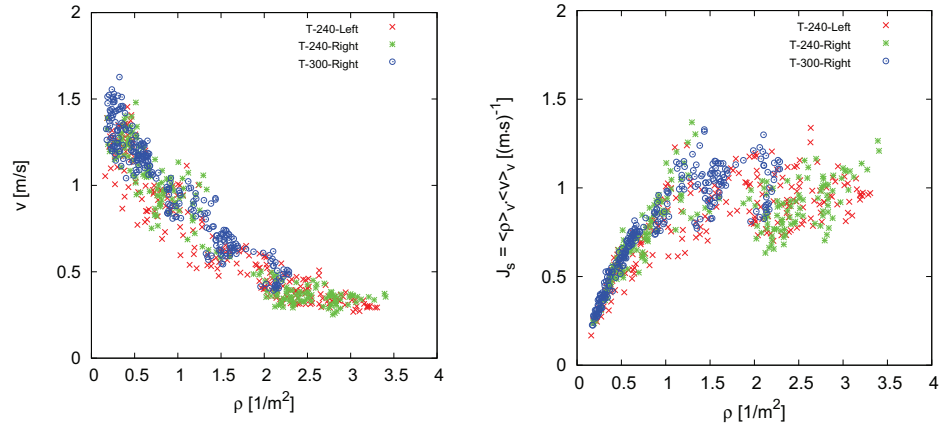 2
1.5
1
0.5
0
0 0.5 1 1.5 2 2.5 3 3.5 4
v [m/s]
ρ [1/m²]
T-240-Left
T-240-Right
T-300-Right
2
1.5
1
0.5
0
0 0.5 1 1.5 2 2.5 3 3.5 4
J_s = <ρ>_v·<v>_v [(m·s)⁻¹]
ρ [1/m²]
T-240-Left
T-240-Right
T-300-Right